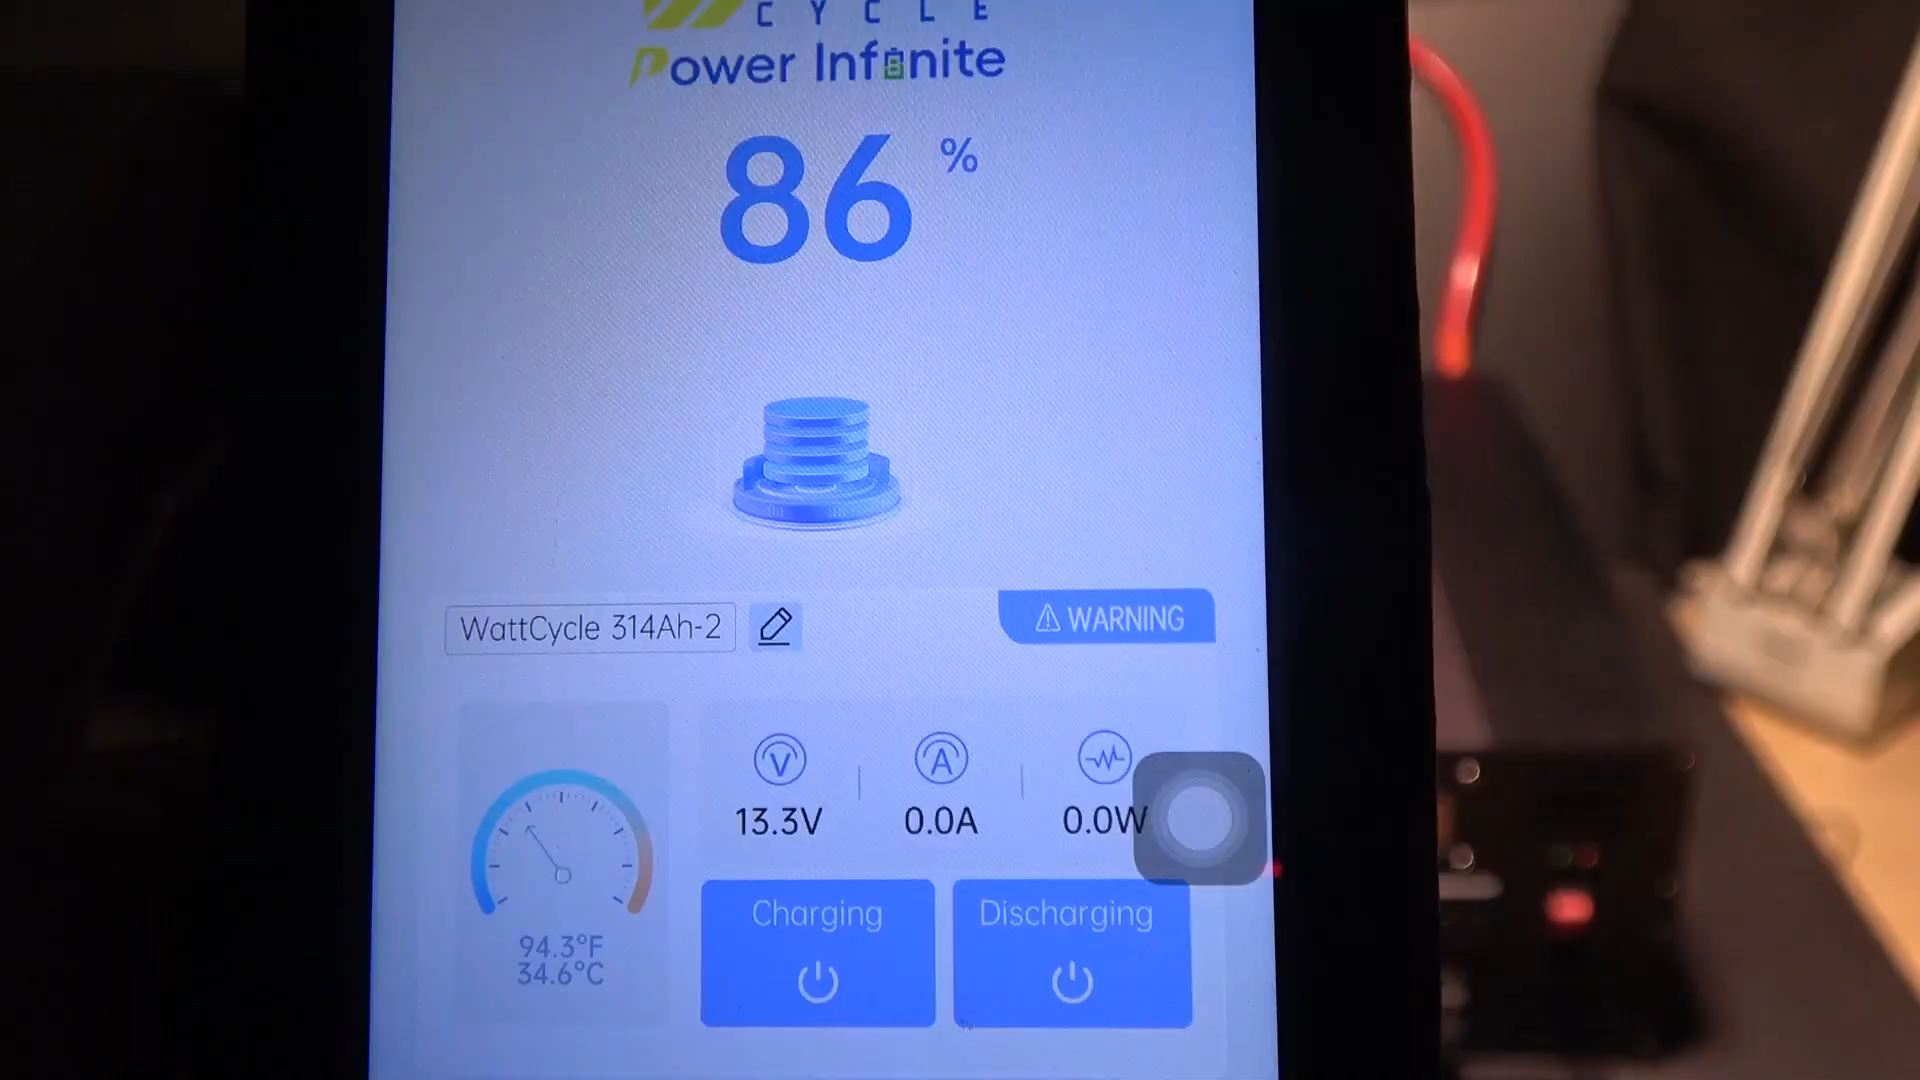 CYCLE
Power Infinite
86 %
WattCycle 314Ah-2
WARNING
V
A
13.3V
0.0A
0.0W
94.3°F
34.6°C
Charging
Discharging